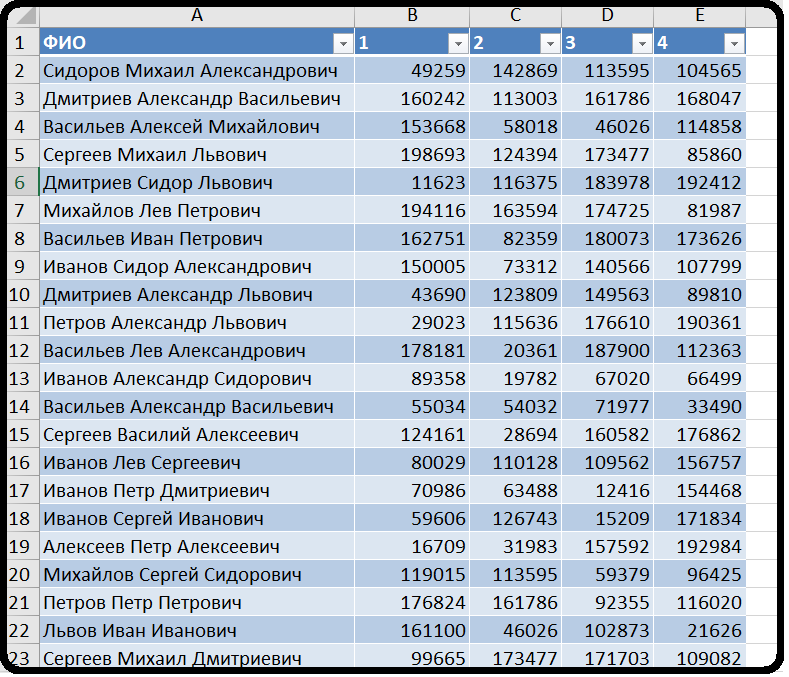 A B C D E
1 ФИО 1 2 3 4
2 Сидоров Михаил Александрович 49259 142869 113595 104565
3 Дмитриев Александр Васильевич 160242 113003 161786 168047
4 Васильев Алексей Михайлович 153668 58018 46026 114858
5 Сергеев Михаил Львович 198693 124394 173477 85860
6 Дмитриев Сидор Львович 11623 116375 183978 192412
7 Михайлов Лев Петрович 194116 163594 174725 81987
8 Васильев Иван Петрович 162751 82359 180073 173626
9 Иванов Сидор Александрович 150005 73312 140566 107799
10 Дмитриев Александр Львович 43690 123809 149563 89810
11 Петров Александр Львович 29023 115636 176610 190361
12 Васильев Лев Александрович 178181 20361 187900 112363
13 Иванов Александр Сидорович 89358 19782 67020 66499
14 Васильев Александр Васильевич 55034 54032 71977 33490
15 Сергеев Василий Алексеевич 124161 28694 160582 176862
16 Иванов Лев Сергеевич 80029 110128 109562 156757
17 Иванов Петр Дмитриевич 70986 63488 12416 154468
18 Иванов Сергей Иванович 59606 126743 15209 171834
19 Алексеев Петр Алексеевич 16709 31983 157592 192984
20 Михайлов Сергей Сидорович 119015 113595 59379 96425
21 Петров Петр Петрович 176824 161786 92355 116020
22 Львов Иван Иванович 161100 46026 102873 21626
23 Сергеев Михаил Дмитриевич 99665 173477 171703 109082